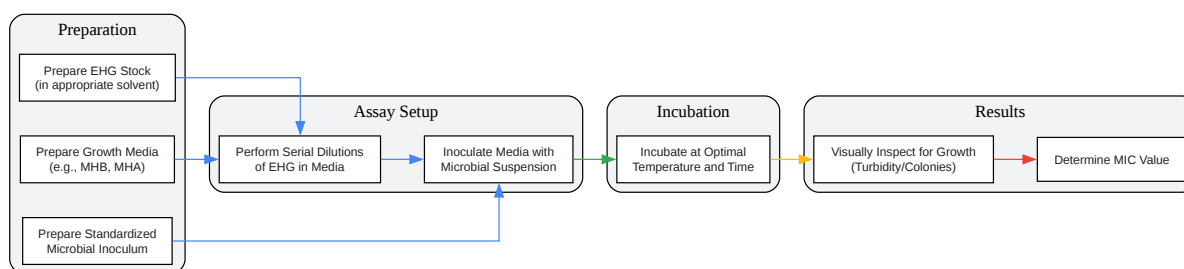 Preparation
Prepare EHG Stock
(in appropriate solvent)
Prepare Growth Media
(e.g., MHB, MHA)
Prepare Standardized
Microbial Inoculum
Assay Setup
Perform Serial Dilutions
of EHG in Media
Inoculate Media with
Microbial Suspension
Incubation
Incubate at Optimal
Temperature and Time
Results
Visually Inspect for Growth
(Turbidity/Colonies)
Determine MIC Value